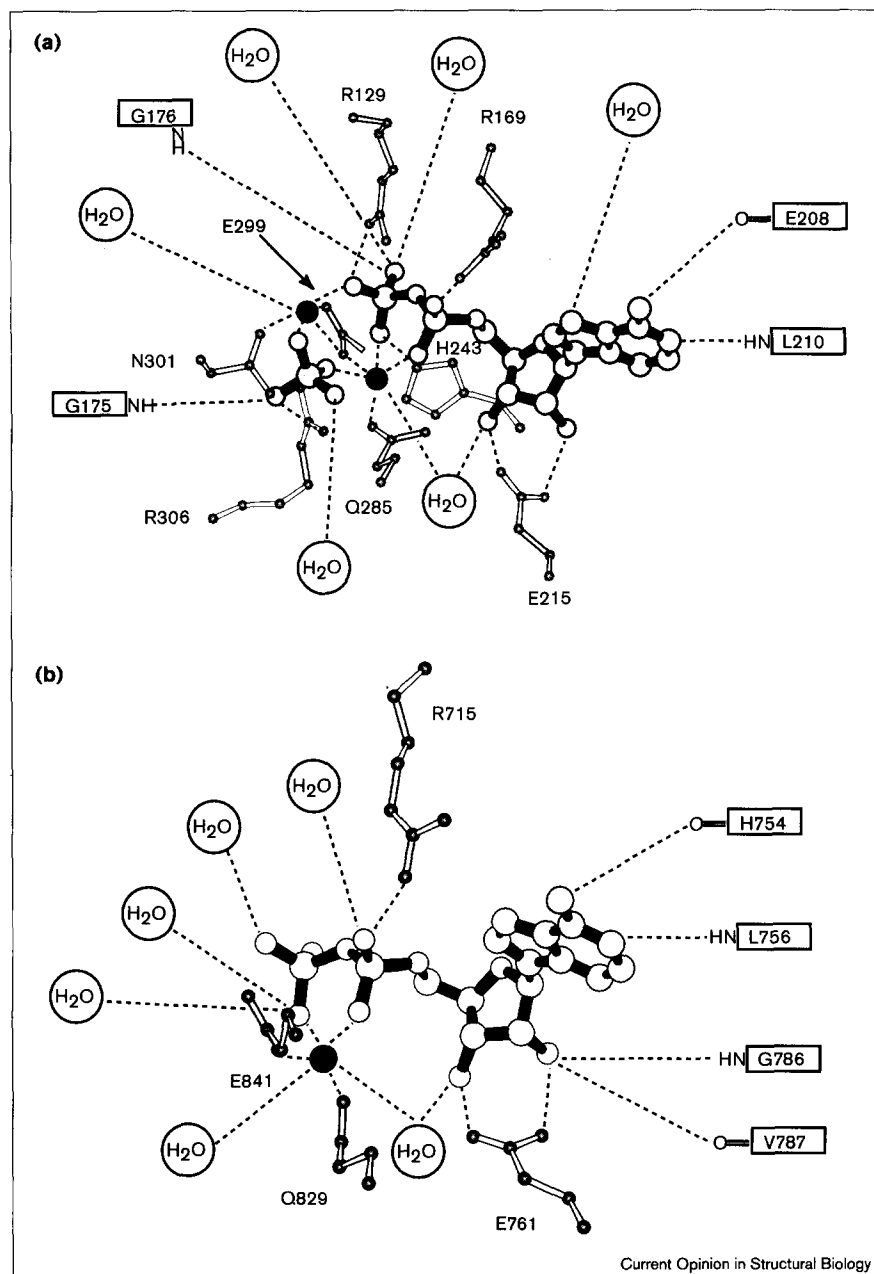 (a)
H2O
H2O
R129
R169
H2O
G176
N
H
H2O
E299
E208
HN L210
H243
N301
G175 NH
Q285
H2O
R306
H2O
E215
(b)
R715
H2O
H2O
H754
H2O
HN L756
H2O
HN G786
E841
V787
H2O
H2O
Q829
E761
Current Opinion in Structural Biology